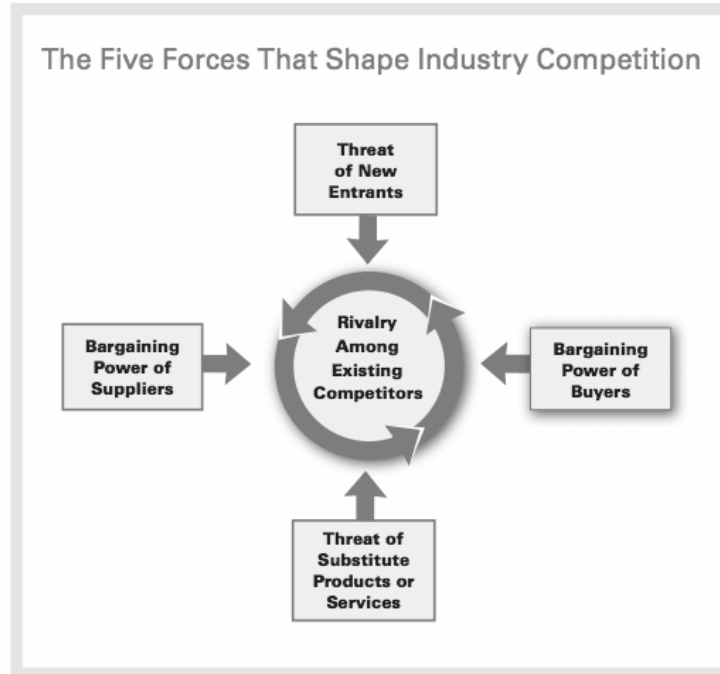 The Five Forces That Shape Industry Competition
Threat
of New
Entrants
Bargaining
Power of
Suppliers
Rivalry
Among
Existing
Competitors
Bargaining
Power of
Buyers
Threat of
Substitute
Products or
Services